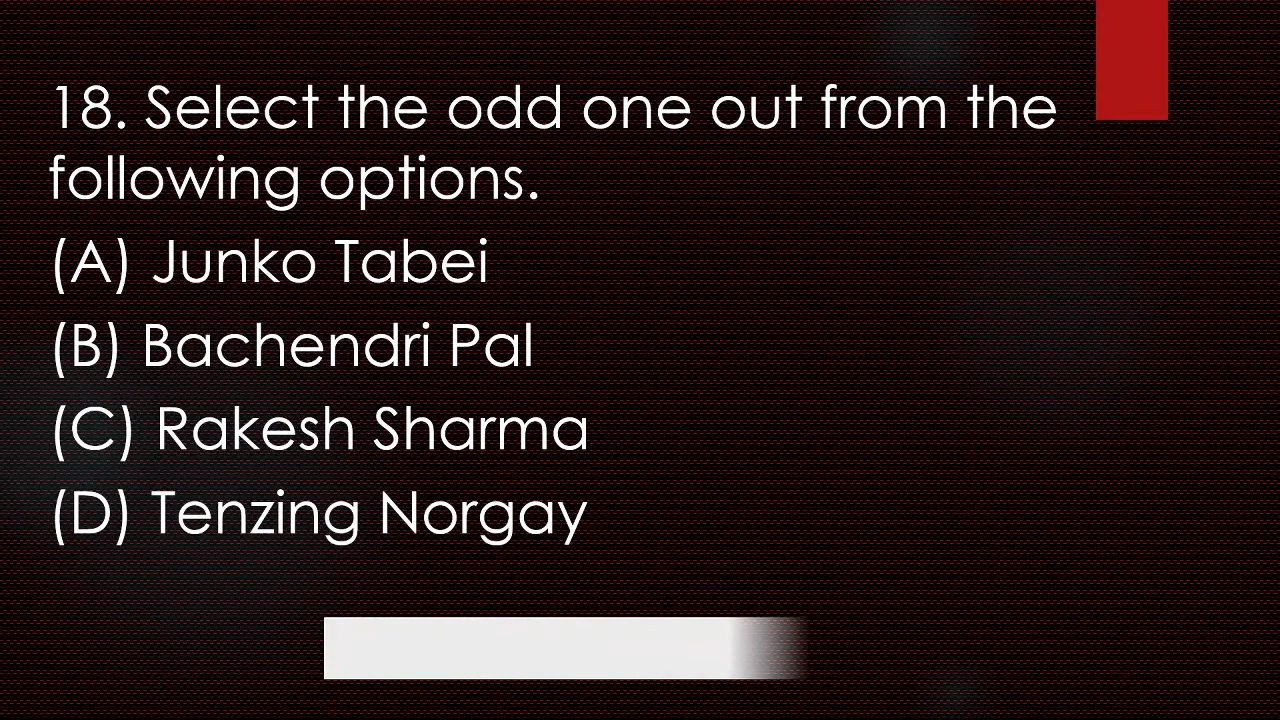 18. Select the odd one out from the
following options.
(A) Junko Tabei
(B) Bachendri Pal
(C) Rakesh Sharma
(D) Tenzing Norgay